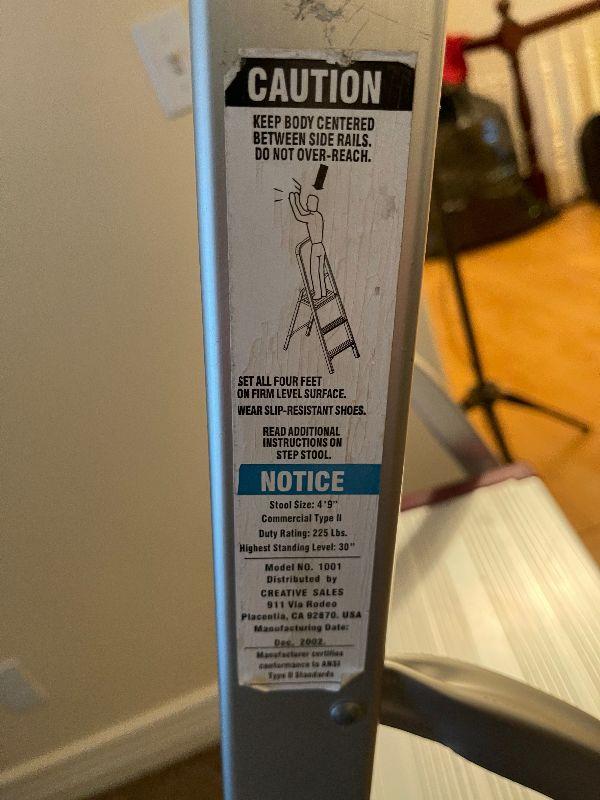 CAUTION
KEEP BODY CENTERED
BETWEEN SIDE RAILS.
DO NOT OVER-REACH.
SET ALL FOUR FEET
ON FIRM LEVEL SURFACE.
WEAR SLIP-RESISTANT SHOES.
READ ADDITIONAL
INSTRUCTIONS ON
STEP STOOL.
NOTICE
Stool Size: 4'9"
Commercial Type II
Duty Rating: 225 Lbs.
Highest Standing Level: 30"
Model NO. 1001
Distributed by
CREATIVE SALES
911 Via Rodeo
Placentia, CA 92870. USA
Manufacturing Date:
Dec. 2002.
Manufacturer certifies
conformance to ANSI
Type II Standards